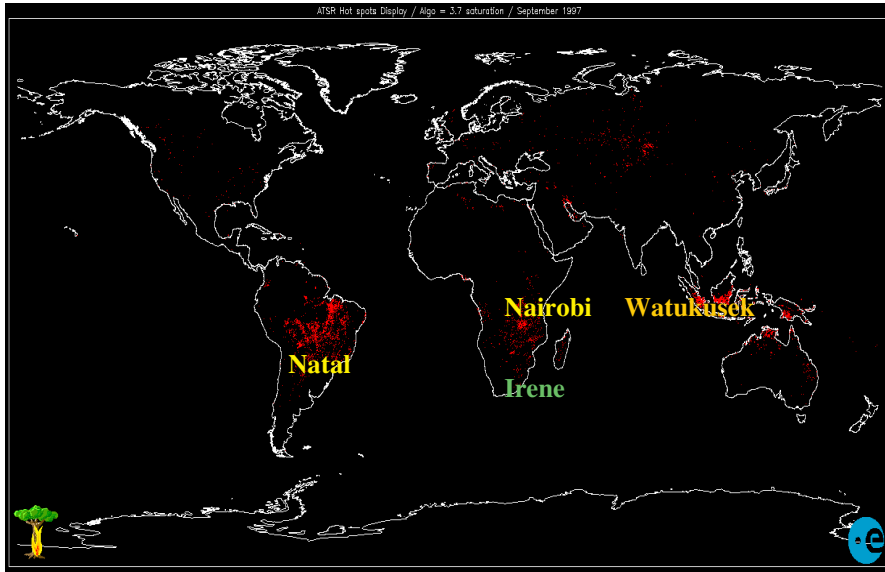 ATSR Hot spots Display / Algo = 3.7 saturation / September 1997
Nairobi
Watukusek
Natal
Irene
e